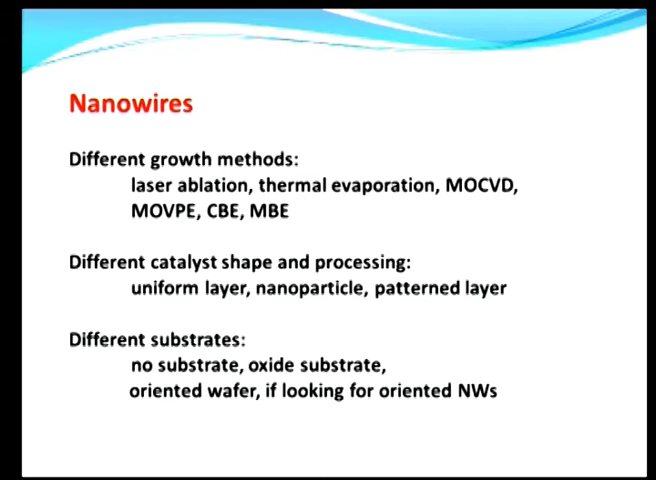 Nanowires
Different growth methods:
laser ablation, thermal evaporation, MOCVD,
MOVPE, CBE, MBE
Different catalyst shape and processing:
uniform layer, nanoparticle, patterned layer
Different substrates:
no substrate, oxide substrate,
oriented wafer, if looking for oriented NWs